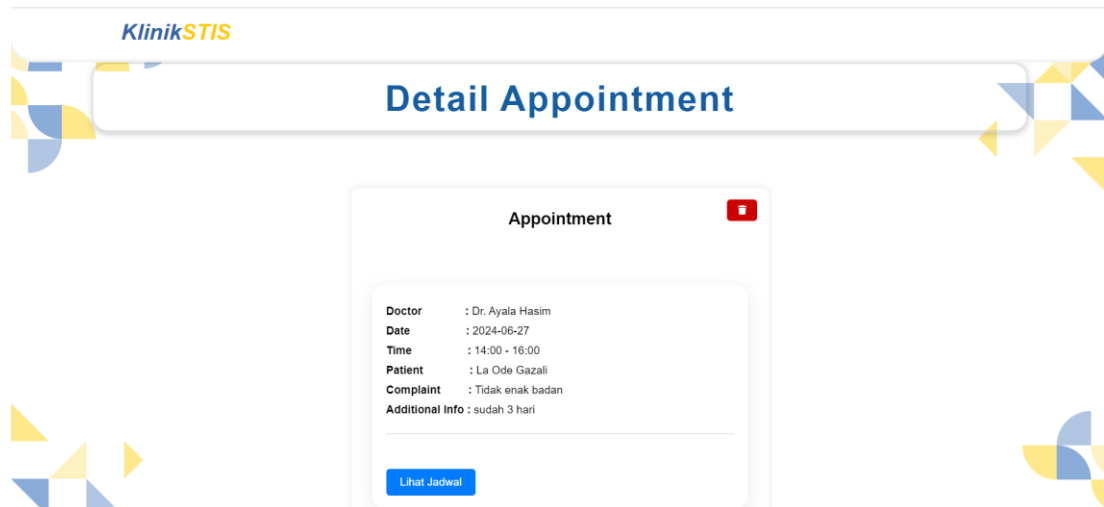 KlinikSTIS
Detail Appointment
Appointment
Doctor : Dr. Ayala Hasim
Date : 2024-06-27
Time : 14:00 - 16:00
Patient : La Ode Gazali
Complaint : Tidak enak badan
Additional Info : sudah 3 hari
Lihat Jadwal